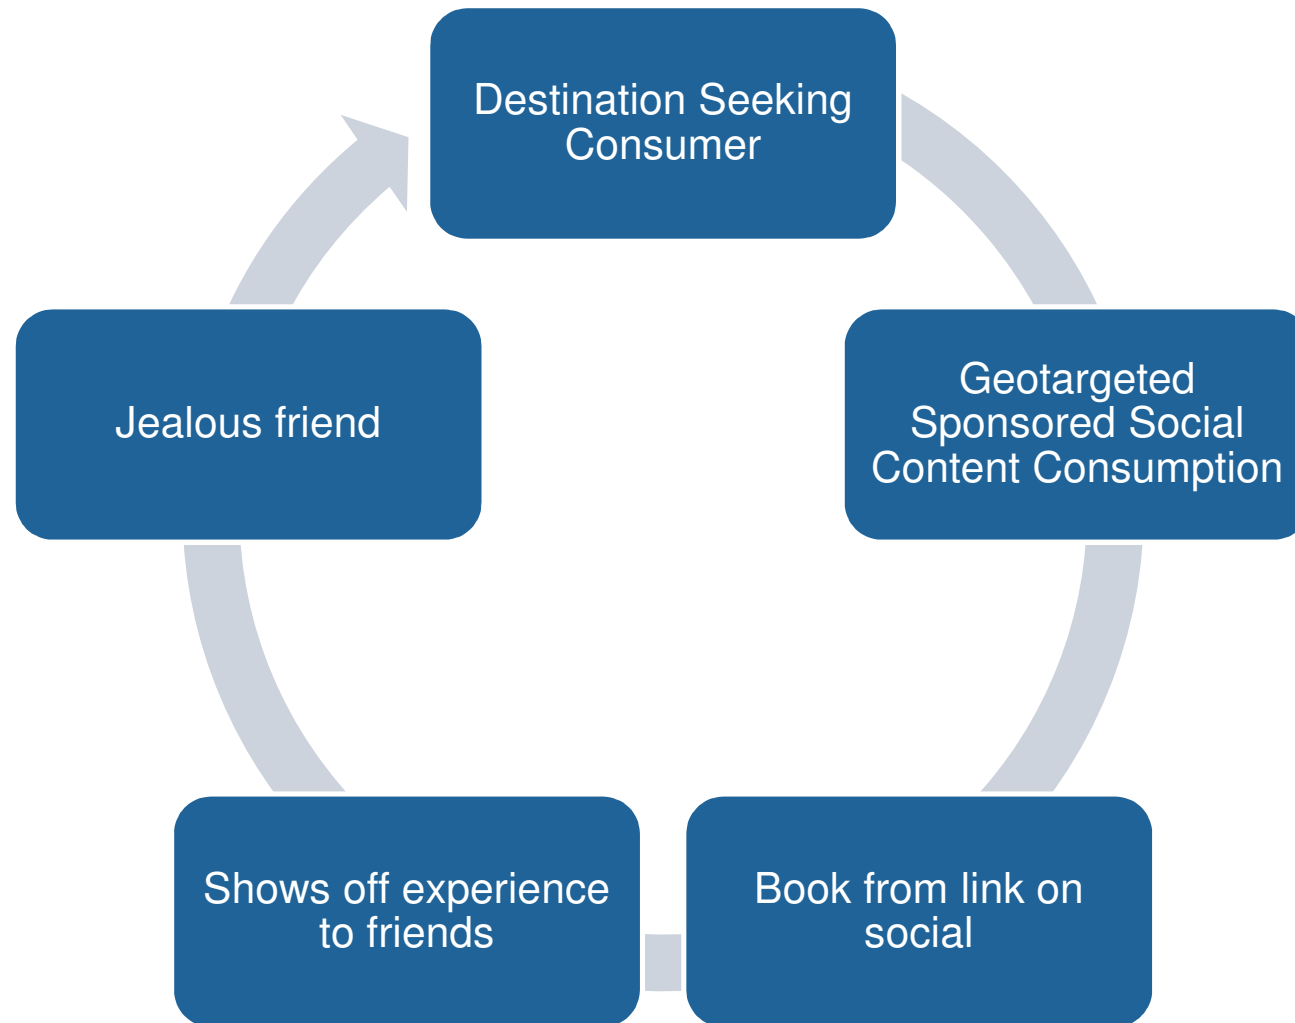 Destination Seeking
Consumer
Geotargeted
Sponsored Social
Content Consumption
Book from link on
social
Shows off experience
to friends
Jealous friend